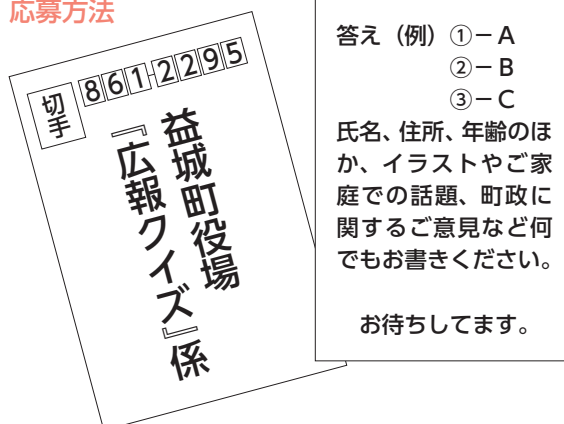 応募方法
切手
861-2295
益城町役場
『広報クイズ』係
答え（例）①－A
②－B
③－C
氏名、住所、年齢のほ
か、イラストやご家
庭での話題、町政に
関するご意見など何
でもお書きください。
お待ちしてます。